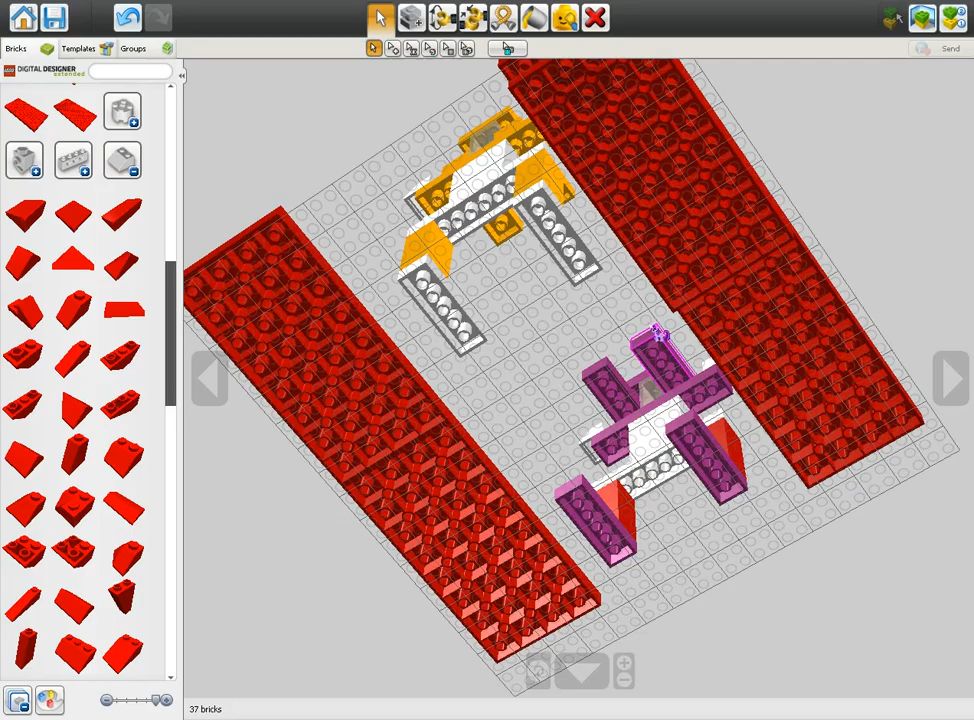 Bricks
Templates
Groups
Send
LEGO DIGITAL DESIGNER
extended
37 bricks